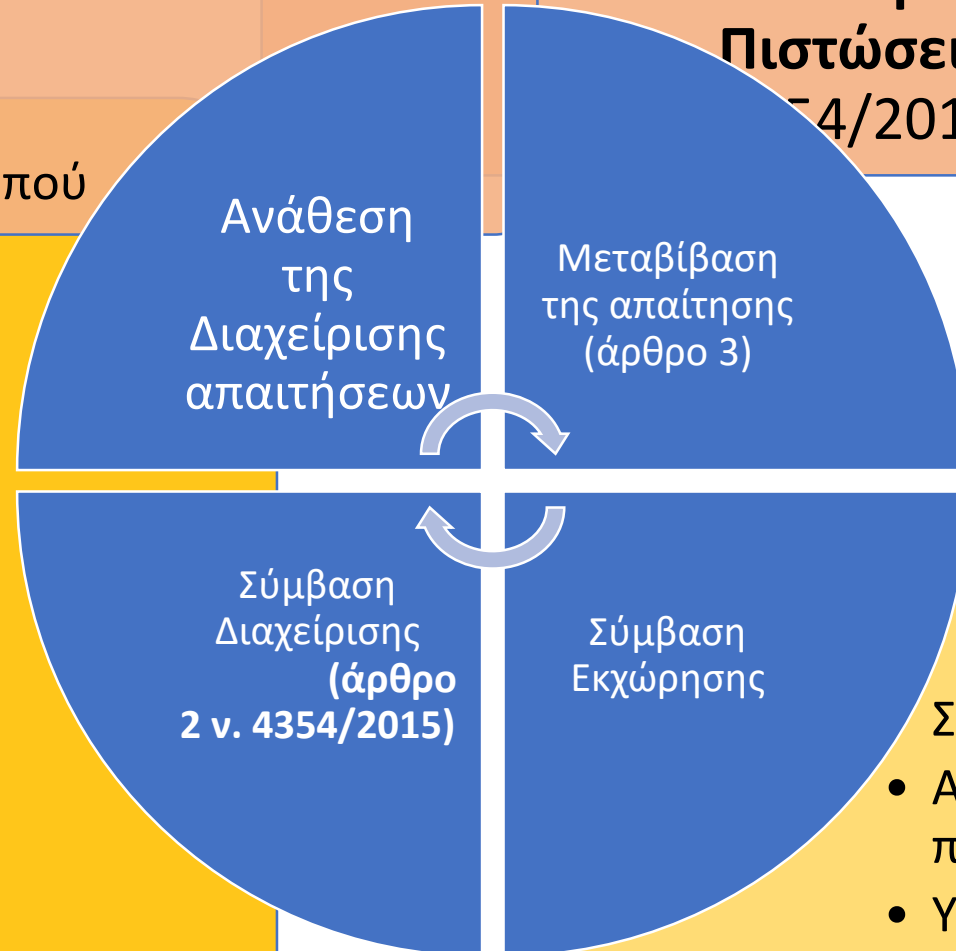 Πιστώσει
4/201
πού
Ανάθεση
της
Διαχείρισης
απαιτήσεων
Μεταβίβαση
της απαίτησης
(άρθρο 3)
Σύμβαση
Διαχείρισης
(άρθρο
2 ν. 4354/2015)
Σύμβαση
Εκχώρησης
Σ
• Α
π
• Υ